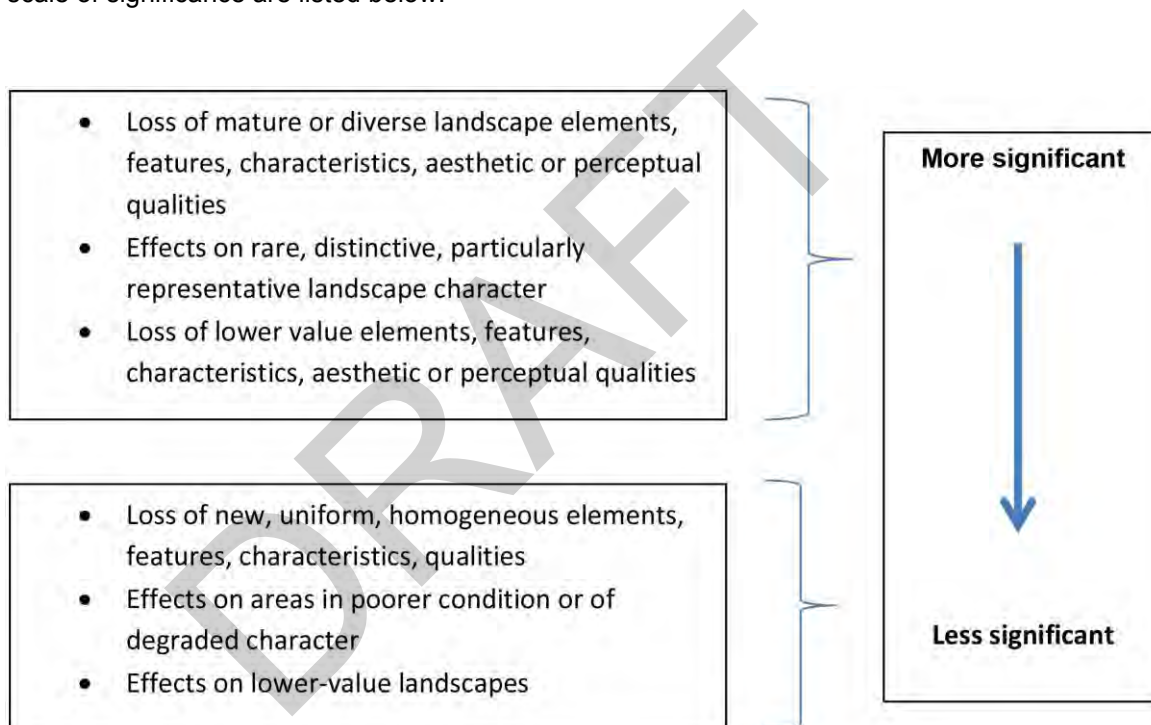 scale of significance are listed below:
• Loss of mature or diverse landscape elements,
features, characteristics, aesthetic or perceptual
qualities
• Effects on rare, distinctive, particularly
representative landscape character
• Loss of lower value elements, features,
characteristics, aesthetic or perceptual qualities
More significant
• Loss of new, uniform, homogeneous elements,
features, characteristics, qualities
• Effects on areas in poorer condition or of
degraded character
• Effects on lower-value landscapes
Less significant
DRAFT